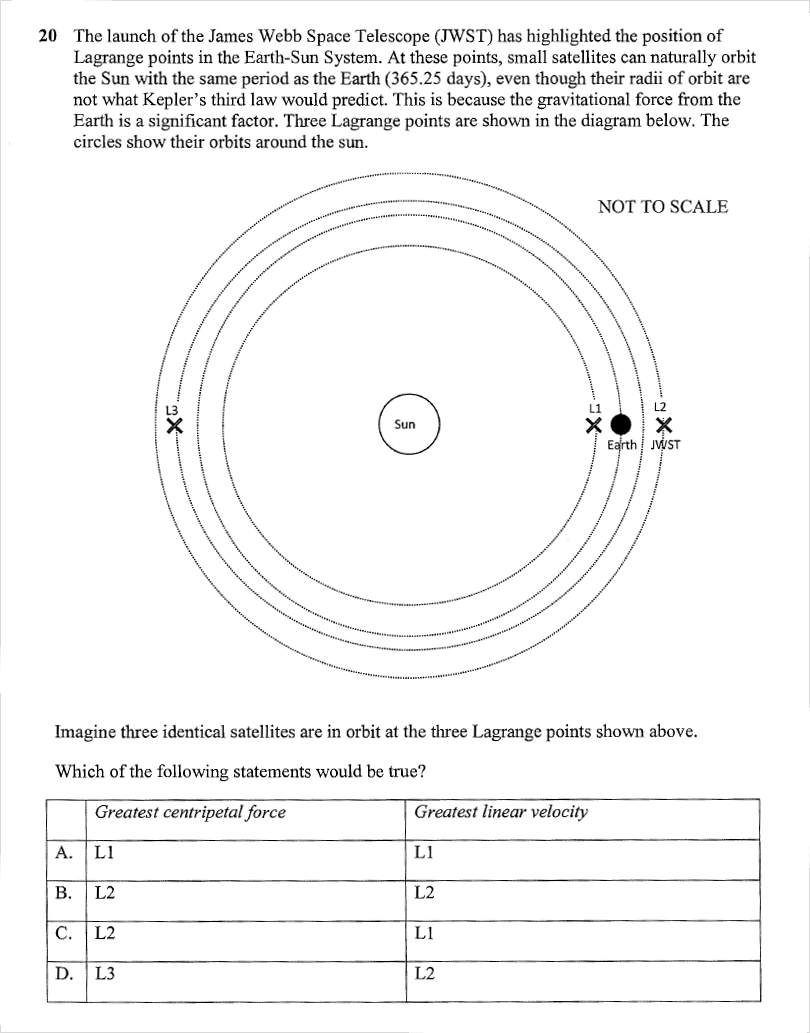 20 The launch of the James Webb Space Telescope (JWST) has highlighted the position of
Lagrange points in the Earth-Sun System. At these points, small satellites can naturally orbit
the Sun with the same period as the Earth (365.25 days), even though their radii of orbit are
not what Kepler's third law would predict. This is because the gravitational force from the
Earth is a significant factor. Three Lagrange points are shown in the diagram below. The
circles show their orbits around the sun.
NOT TO SCALE
L3
L1
L2
Sun
Earth
JWST
Imagine three identical satellites are in orbit at the three Lagrange points shown above.
Which of the following statements would be true?
Greatest centripetal force Greatest linear velocity
A. L1 L1
B. L2 L2
C. L2 L1
D. L3 L2